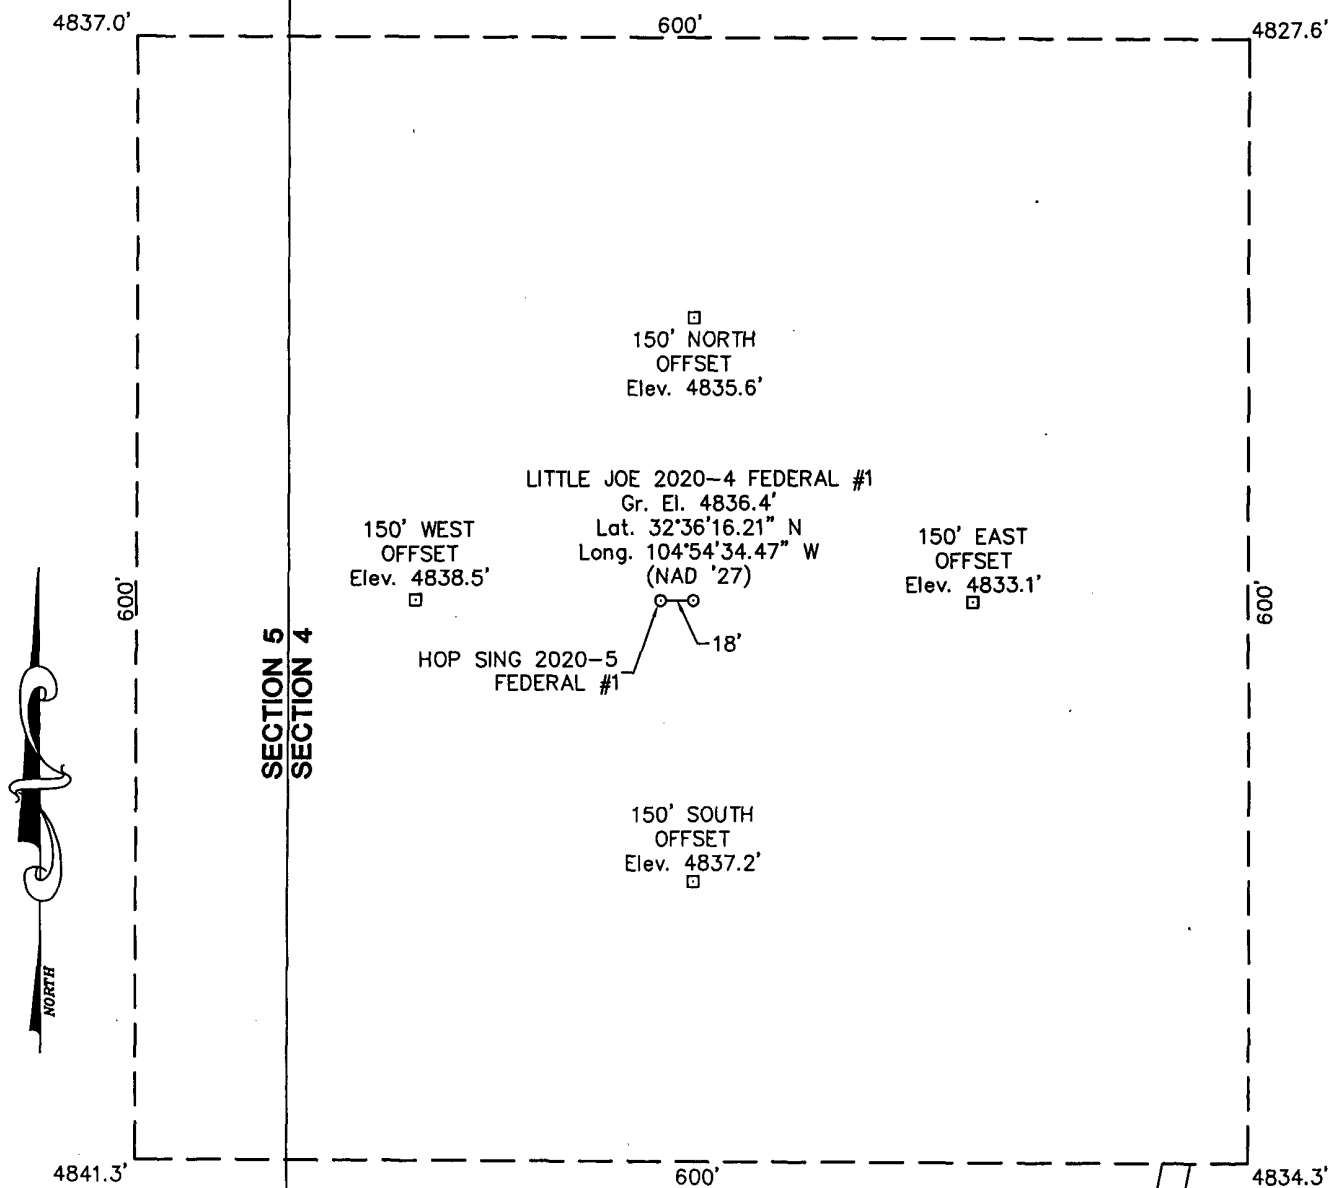 4837.0'
600'
4827.6'
150' NORTH
OFFSET
Elev. 4835.6'
LITTLE JOE 2020-4 FEDERAL #1
Gr. El. 4836.4'
Lat. 32°36'16.21" N
Long. 104°54'34.47" W
(NAD '27)
150' WEST
OFFSET
Elev. 4838.5'
150' EAST
OFFSET
Elev. 4833.1'
600'
600'
18'
HOP SING 2020-5
FEDERAL #1
SECTION 5
SECTION 4
150' SOUTH
OFFSET
Elev. 4837.2'
NORTH
4841.3'
600'
4834.3'